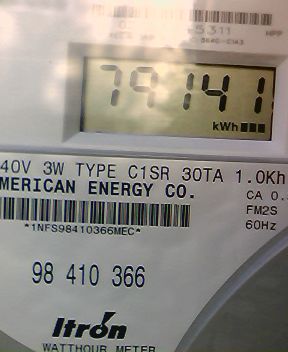 5311
79141
kWh
40V 3W TYPE C1SR 30TA 1.0Kh
MERICAN ENERGY CO.
CA 0.
FM2S
60Hz
*1NFS98410366MEC*
98 410 366
Itron
WATTHOUR METER